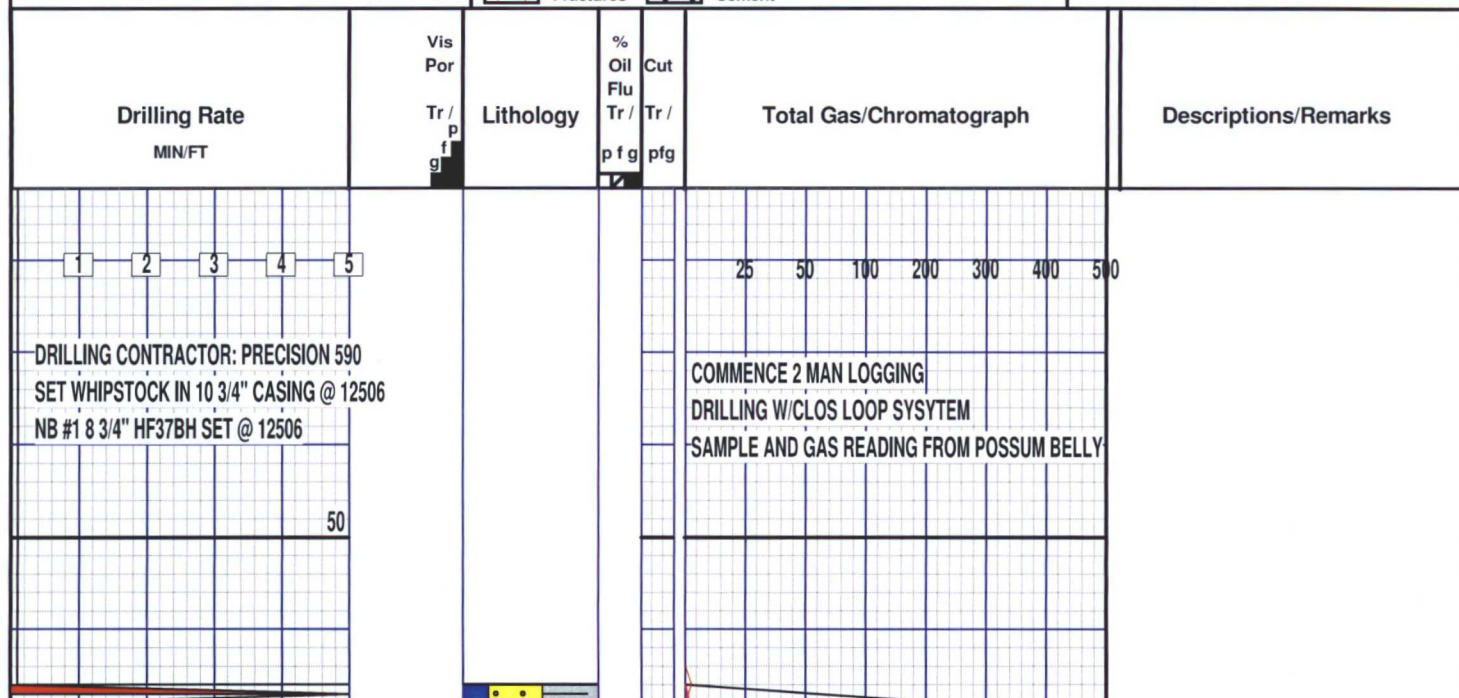 Fractures Cement
Drilling Rate
MIN/FT
Vis
Por
Tr /
p
f
g
Lithology
%
Oil
Flu
Tr /
p f g
Cut
Tr /
pfg
Total Gas/Chromatograph
Descriptions/Remarks
1 2 3 4 5
25 50 100 200 300 400 500
DRILLING CONTRACTOR: PRECISION 590
SET WHIPSTOCK IN 10 3/4" CASING @ 12506
NB #1 8 3/4" HF37BH SET @ 12506
COMMENCE 2 MAN LOGGING
DRILLING W/CLOS LOOP SYSYTEM
SAMPLE AND GAS READING FROM POSSUM BELLY
50